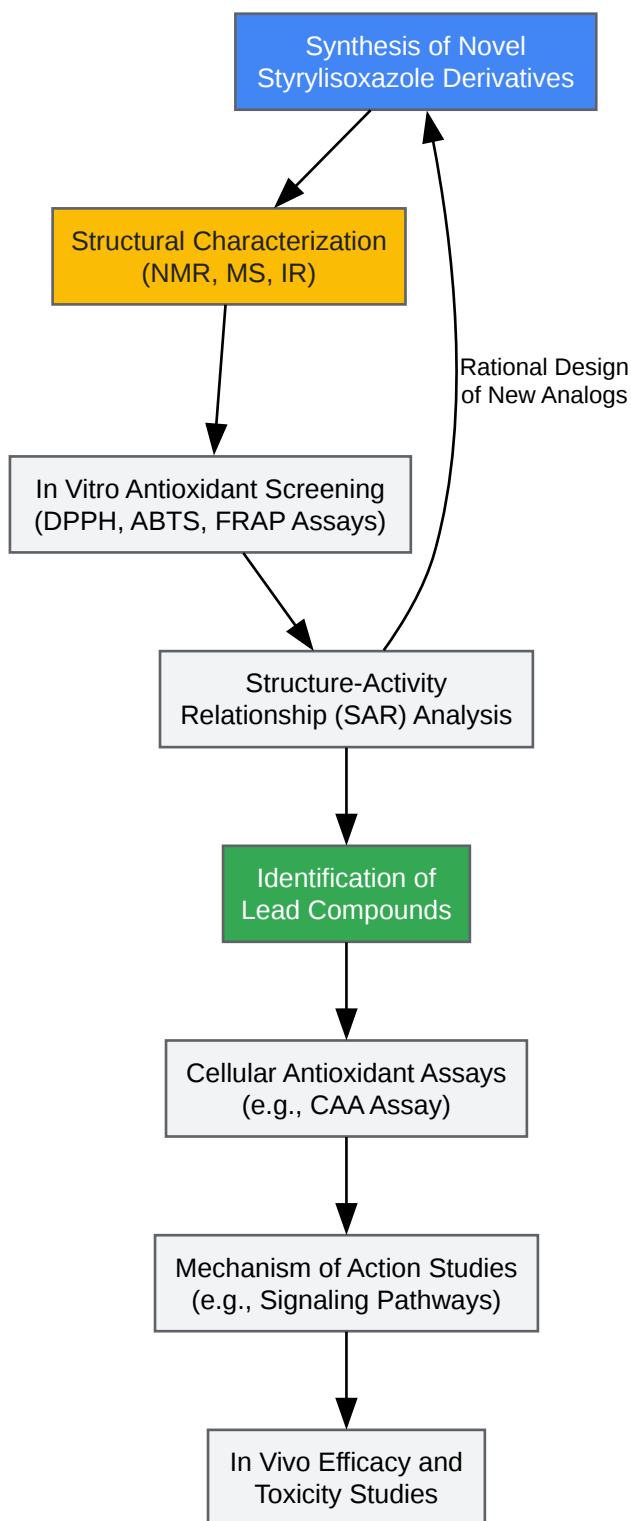 Synthesis of Novel
Styrylisoxazole Derivatives
Structural Characterization
(NMR, MS, IR)
Rational Design
of New Analogs
In Vitro Antioxidant Screening
(DPPH, ABTS, FRAP Assays)
Structure-Activity
Relationship (SAR) Analysis
Identification of
Lead Compounds
Cellular Antioxidant Assays
(e.g., CAA Assay)
Mechanism of Action Studies
(e.g., Signaling Pathways)
In Vivo Efficacy and
Toxicity Studies